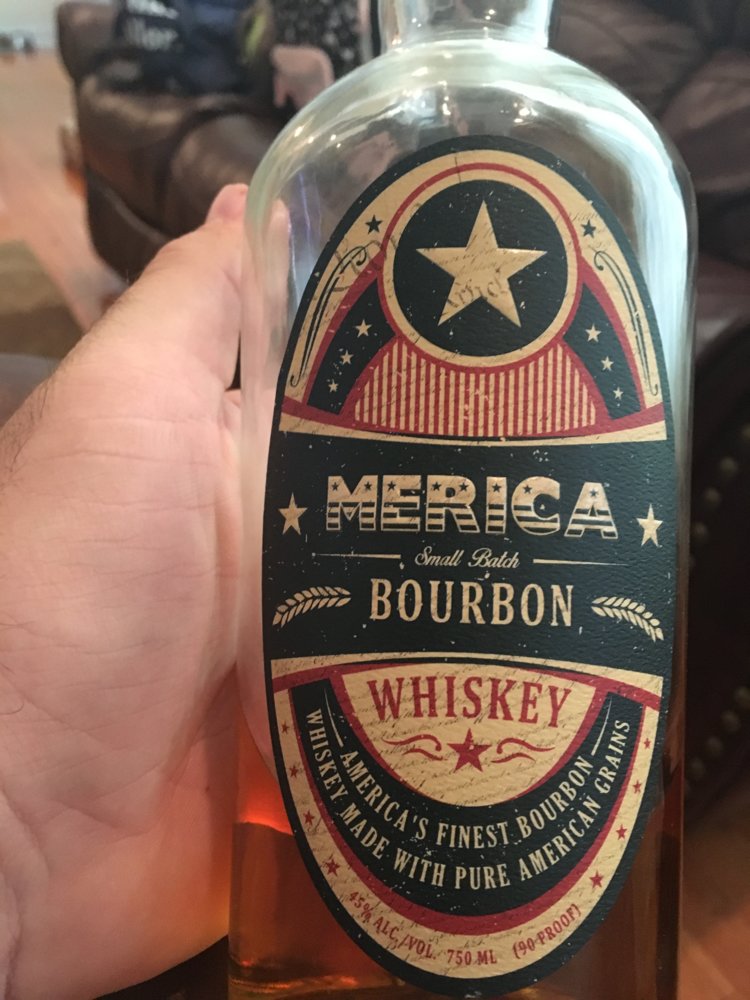 MERICA
Small Batch
BOURBON
WHISKEY
AMERICA'S FINEST BOURBON
WHISKEY MADE WITH PURE AMERICAN GRAINS
45% ALC./VOL. 750 ML (90 PROOF)